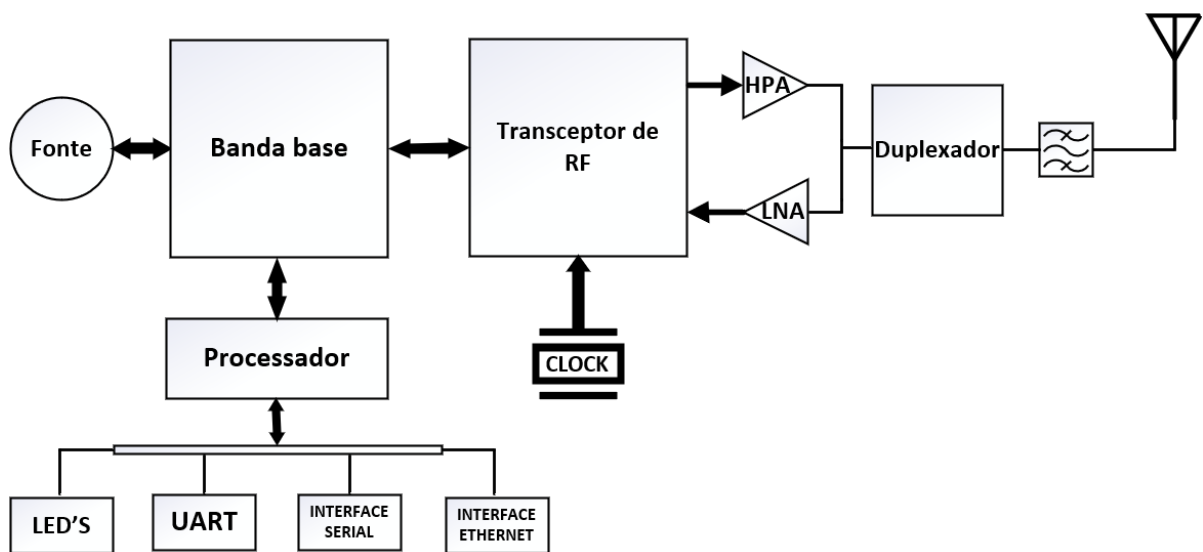 Fonte
Banda base
Transceptor de
RF
HPA
LNA
Duplexador
Processador
CLOCK
LED'S
UART
INTERFACE
SERIAL
INTERFACE
ETHERNET